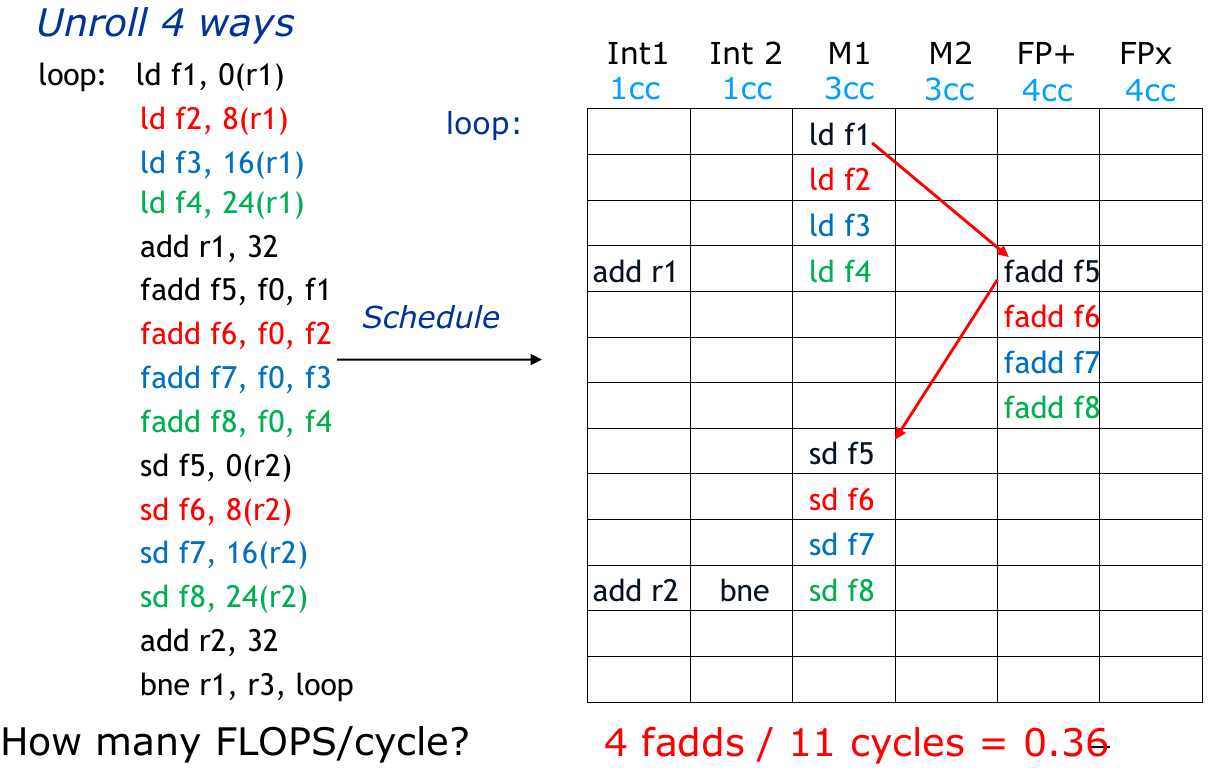 Unroll 4 ways
loop: ld f1, 0(r1)
ld f2, 8(r1)
ld f3, 16(r1)
ld f4, 24(r1)
add r1, 32
fadd f5, f0, f1
fadd f6, f0, f2
fadd f7, f0, f3
fadd f8, f0, f4
sd f5, 0(r2)
sd f6, 8(r2)
sd f7, 16(r2)
sd f8, 24(r2)
add r2, 32
bne r1, r3, loop
Schedule
loop:
Int1 Int 2 M1 M2 FP+ FPx
1cc 1cc 3cc 3cc 4cc 4cc
ld f1
ld f2
ld f3
add r1 ld f4 fadd f5
fadd f6
fadd f7
fadd f8
sd f5
sd f6
sd f7
add r2 bne sd f8
How many FLOPS/cycle?
4 fadds / 11 cycles = 0.36